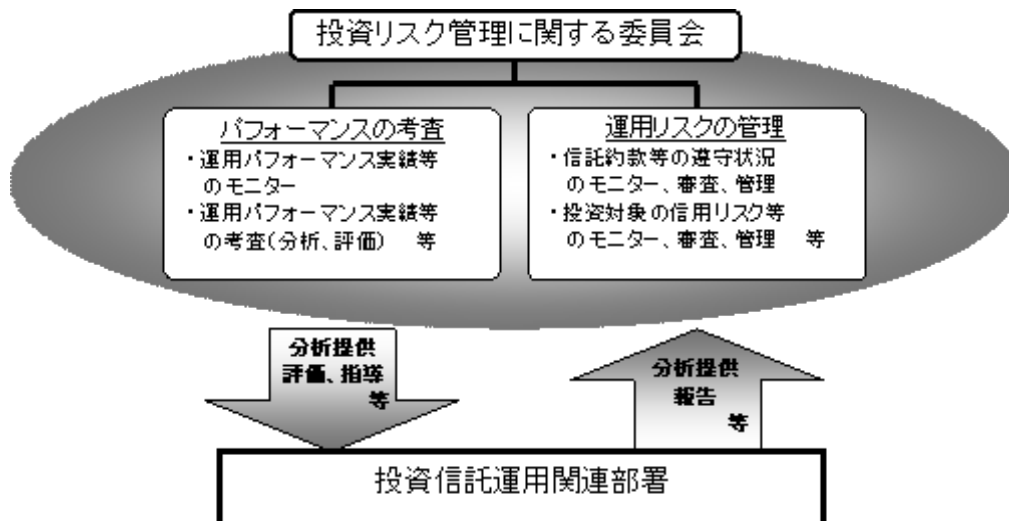 投資リスク管理に関する委員会
パフォーマンスの考査
・運用パフォーマンス実績等
のモニター
・運用パフォーマンス実績等
の考査(分析、評価) 等
運用リスクの管理
・信託約款等の遵守状況
のモニター、審査、管理
・投資対象の信用リスク等
のモニター、審査、管理 等
分析提供
評価、指導
等
分析提供
報告
等
投資信託運用関連部署